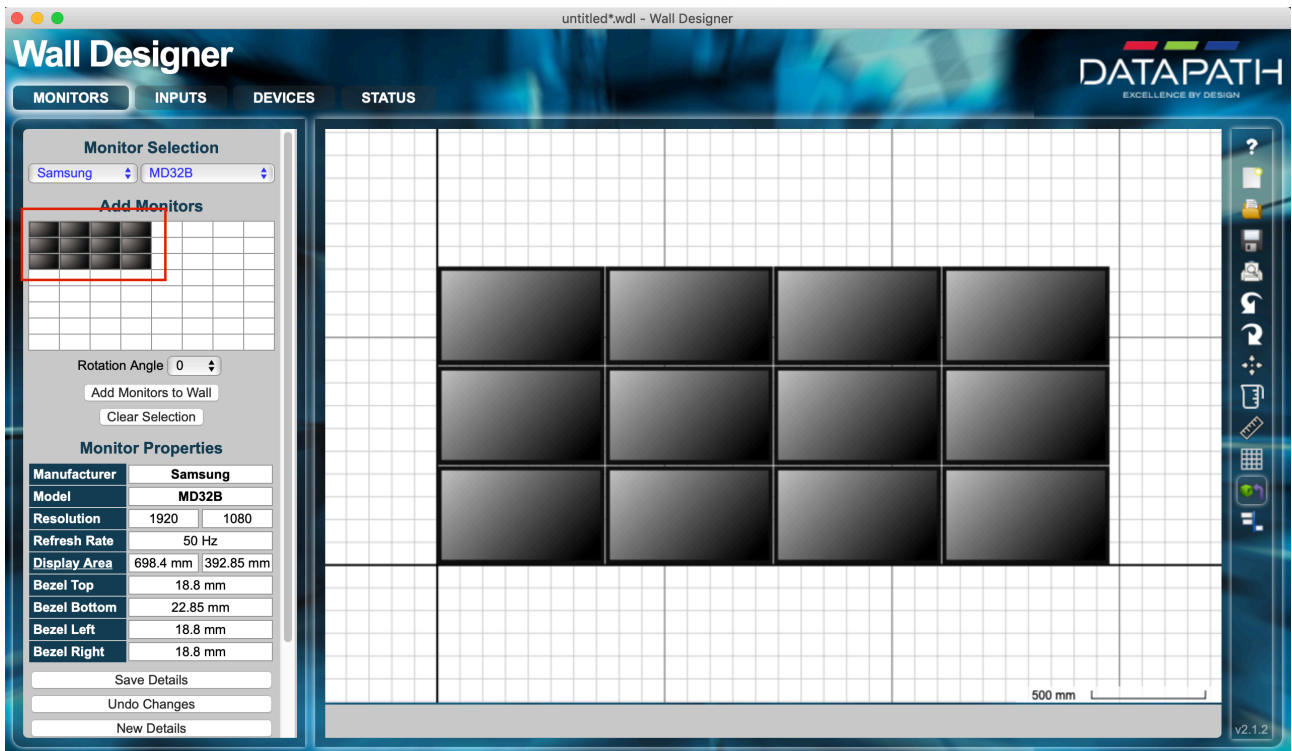 untitled*.wdl - Wall Designer
Wall Designer
DATAPATH
EXCELLENCE BY DESIGN
MONITORS INPUTS DEVICES STATUS
Monitor Selection
Samsung MD32B
Add Monitors
Rotation Angle 0
Add Monitors to Wall
Clear Selection
Monitor Properties
Manufacturer Samsung
Model MD32B
Resolution 1920 1080
Refresh Rate 50 Hz
Display Area 698.4 mm 392.85 mm
Bezel Top 18.8 mm
Bezel Bottom 22.85 mm
Bezel Left 18.8 mm
Bezel Right 18.8 mm
Save Details
Undo Changes
New Details
500 mm
?
v2.1.2